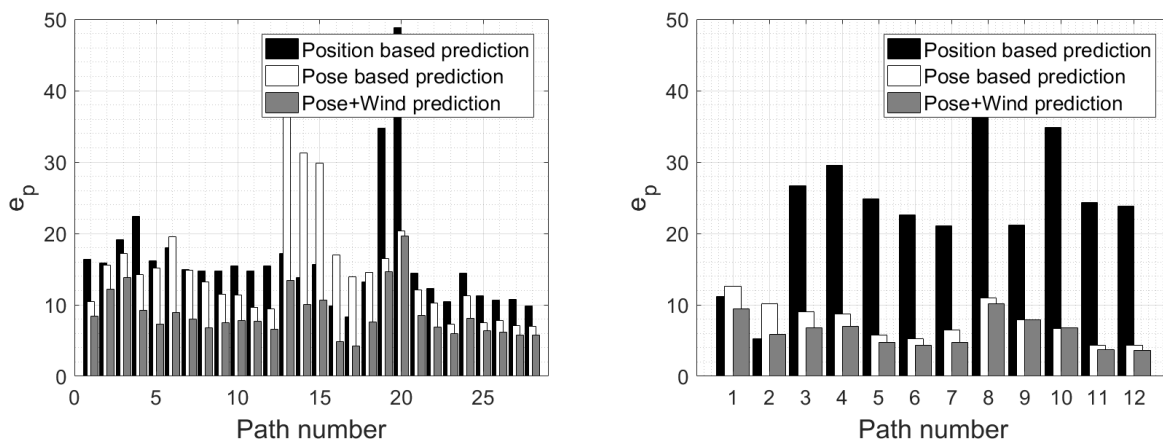 50
40
30
20
10
0
e_p
0 5 10 15 20 25
Path number
Position based prediction
Pose based prediction
Pose+Wind prediction
50
40
30
20
10
0
e_p
1 2 3 4 5 6 7 8 9 10 11 12
Path number
Position based prediction
Pose based prediction
Pose+Wind prediction